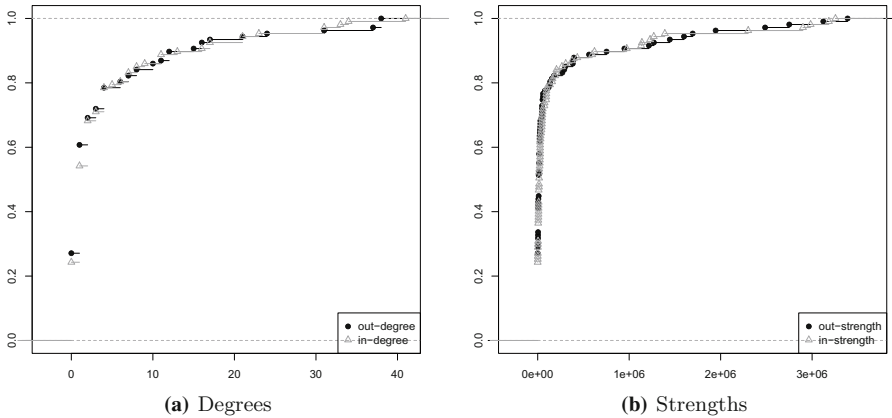 1.0
0.8
0.6
0.4
0.2
0.0
out−degree
in−degree
0 10 20 30 40
(a) Degrees
1.0
0.8
0.6
0.4
0.2
0.0
out−strength
in−strength
0e+00 1e+06 2e+06 3e+06
(b) Strengths